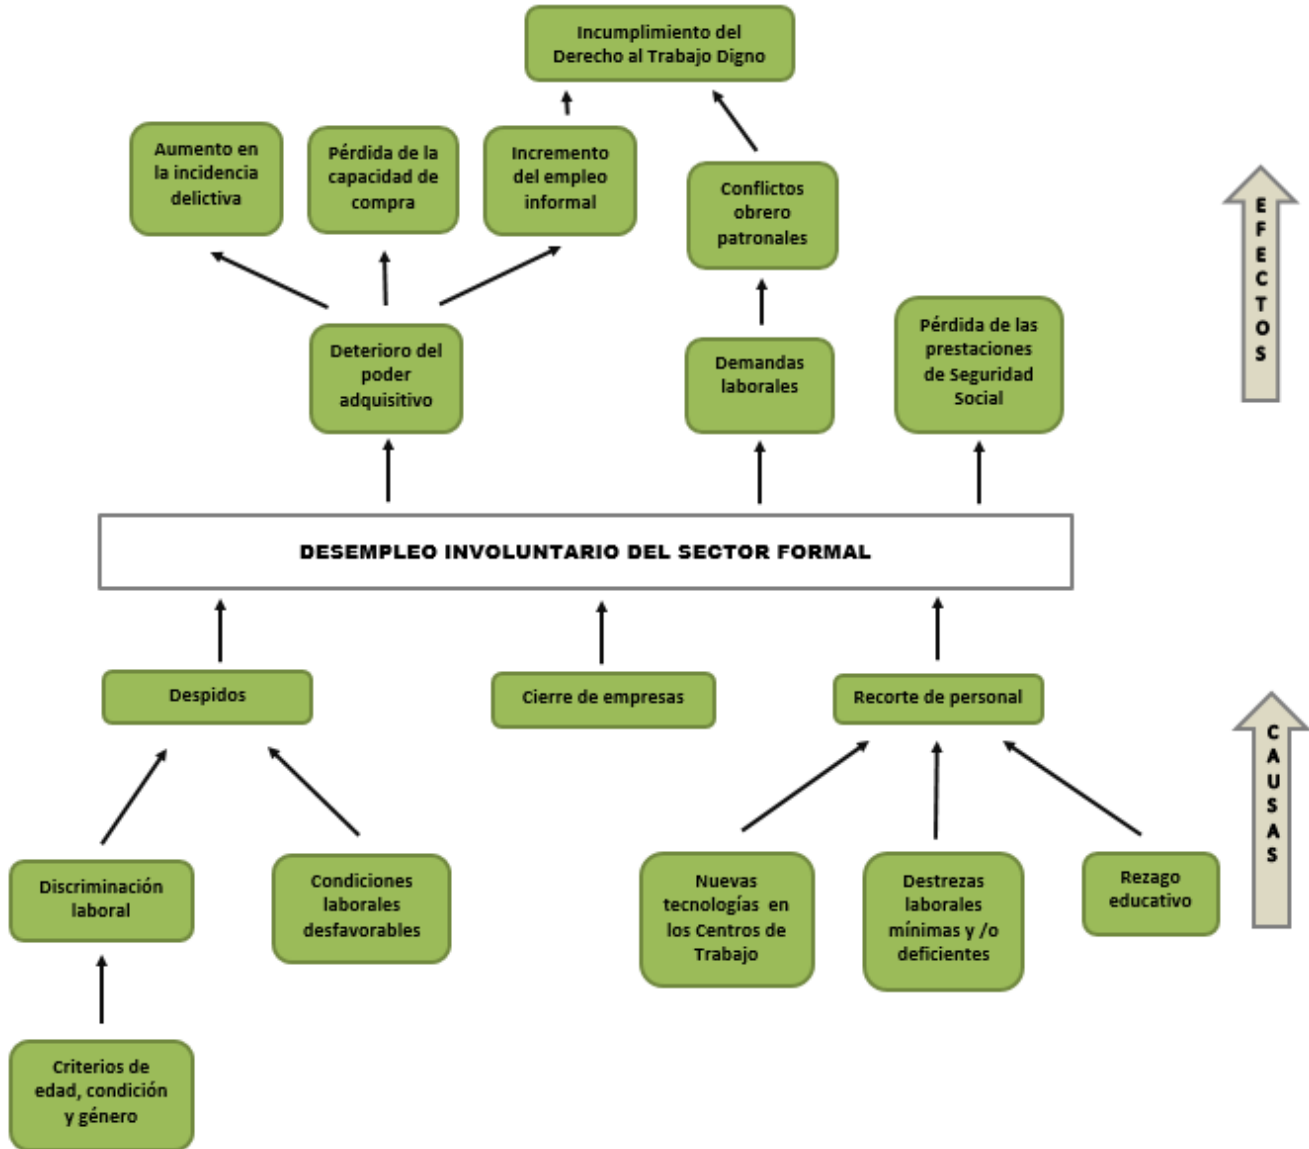 Incumplimiento del
Derecho al Trabajo Digno
Aumento en
la incidencia
delictiva
Pérdida de la
capacidad de
compra
Incremento
del empleo
informal
Conflictos
obrero
patronales
EFECTOS
Deterioro del
poder
adquisitivo
Demandas
laborales
Pérdida de las
prestaciones
de Seguridad
Social
DESEMPLEO INVOLUNTARIO DEL SECTOR FORMAL
Despidos
Cierre de empresas
Recorte de personal
CAUSAS
Discriminación
laboral
Condiciones
laborales
desfavorables
Nuevas
tecnologías en
los Centros de
Trabajo
Destrezas
laborales
mínimas y /o
deficientes
Rezago
educativo
Criterios de
edad, condición
y género